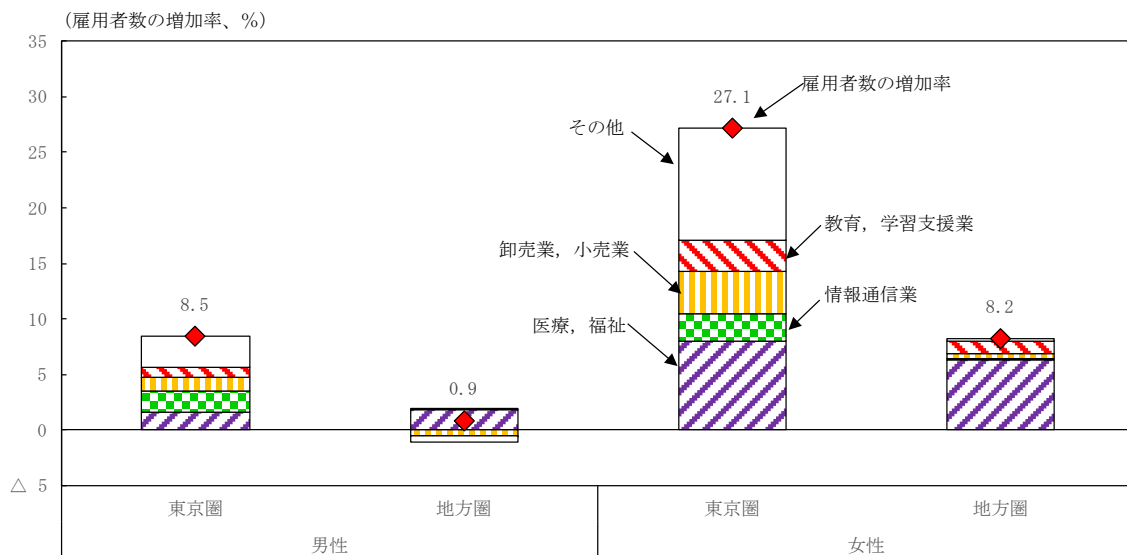 (雇用者数の増加率、%)
35
30
25
20
15
10
5
0
△ 5
8.5
0.9
27.1
8.2
雇用者数の増加率
その他
教育，学習支援業
卸売業，小売業
情報通信業
医療，福祉
東京圏
地方圏
東京圏
地方圏
男性
女性